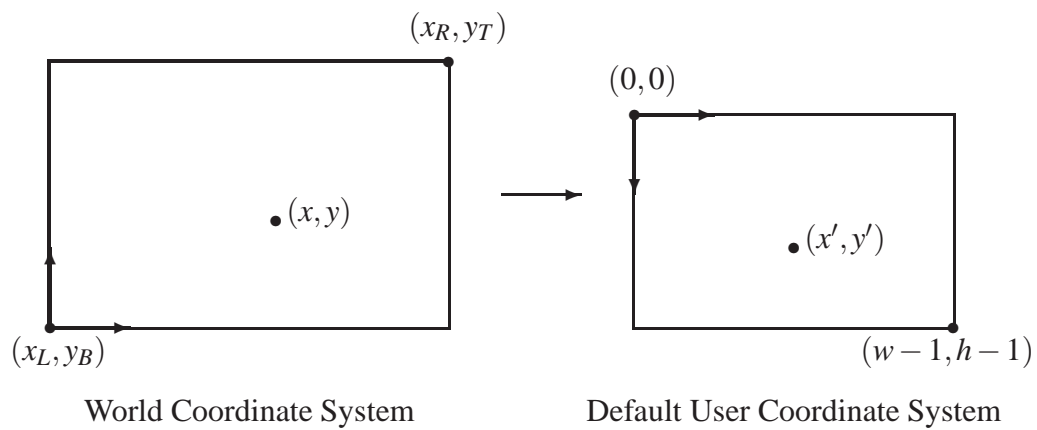 (x_R, y_T)
(0,0)
(x,y)
(x′,y′)
(x_L, y_B)
(w − 1, h − 1)
World Coordinate System
Default User Coordinate System